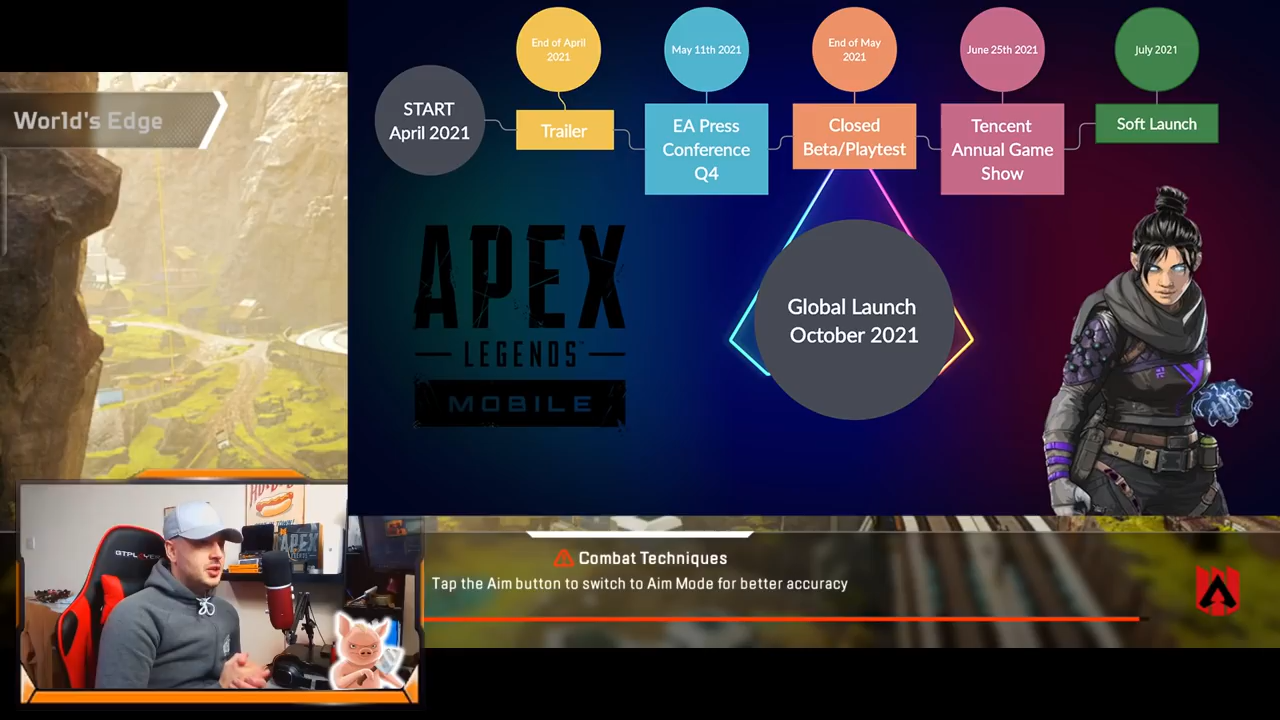 World's Edge
START
April 2021
End of April
2021
Trailer
May 11th 2021
EA Press
Conference
Q4
End of May
2021
Closed
Beta/Playtest
June 25th 2021
Tencent
Annual Game
Show
July 2021
Soft Launch
APEX
LEGENDS
MOBILE
Global Launch
October 2021
Combat Techniques
Tap the Aim button to switch to Aim Mode for better accuracy
GTPLAYER
APEX